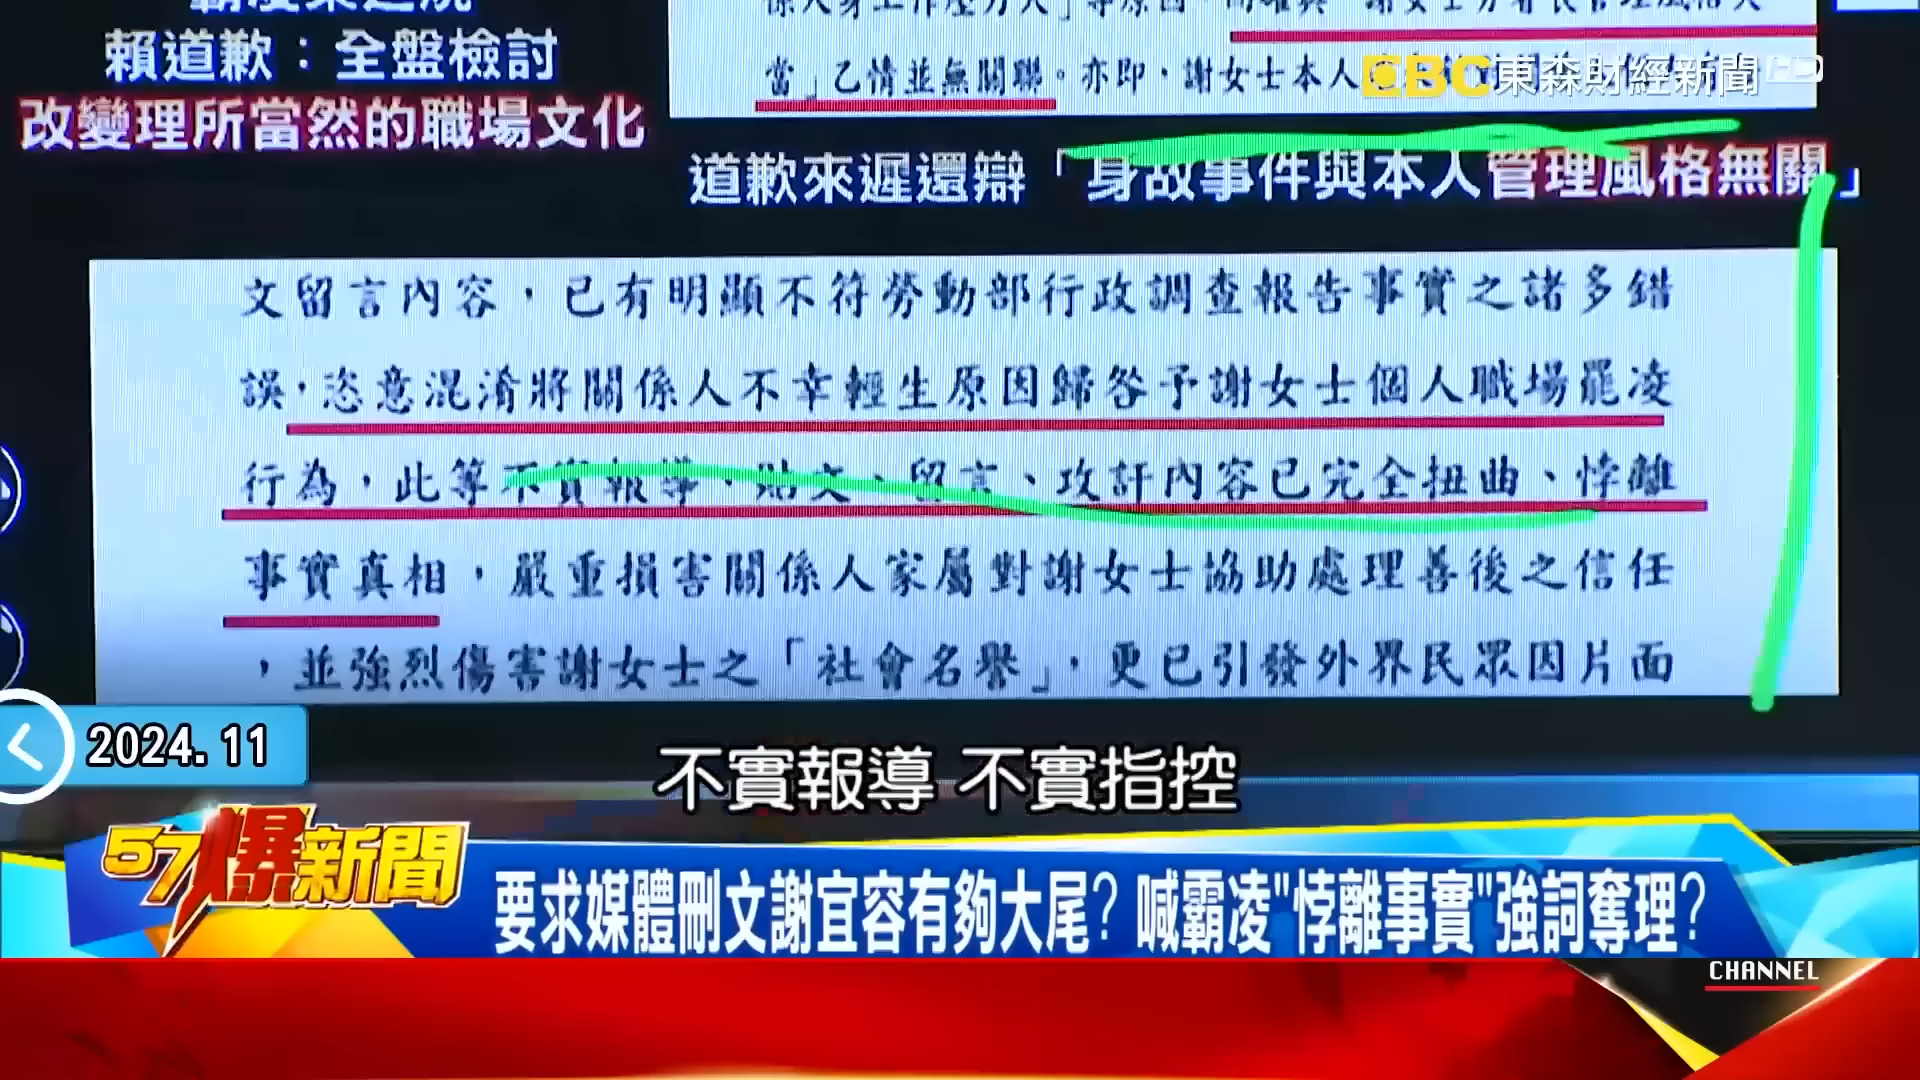 賴道歉：全盤檢討
改變理所當然的職場文化
當」乙情並無關聯。亦即，謝女士本人
EBC 東森財經新聞 HD
道歉來遲還辯「身故事件與本人管理風格無關」
文留言內容，已有明顯不符勞動部行政調查報告事實之諸多錯
誤，恣意混淆將關係人不幸輕生原因歸咎予謝女士個人職場罷凌
行為，此等不實報導、貼文、留言、攻訐內容已完全扭曲、悖離
事實真相，嚴重損害關係人家屬對謝女士協助處理善後之信任
，並強烈傷害謝女士之「社會名譽」，更已引發外界民眾因片面
2024.11
不實報導 不實指控
57爆新聞
要求媒體刪文謝宜容有夠大尾？喊霸凌"悖離事實"強詞奪理？
CHANNEL